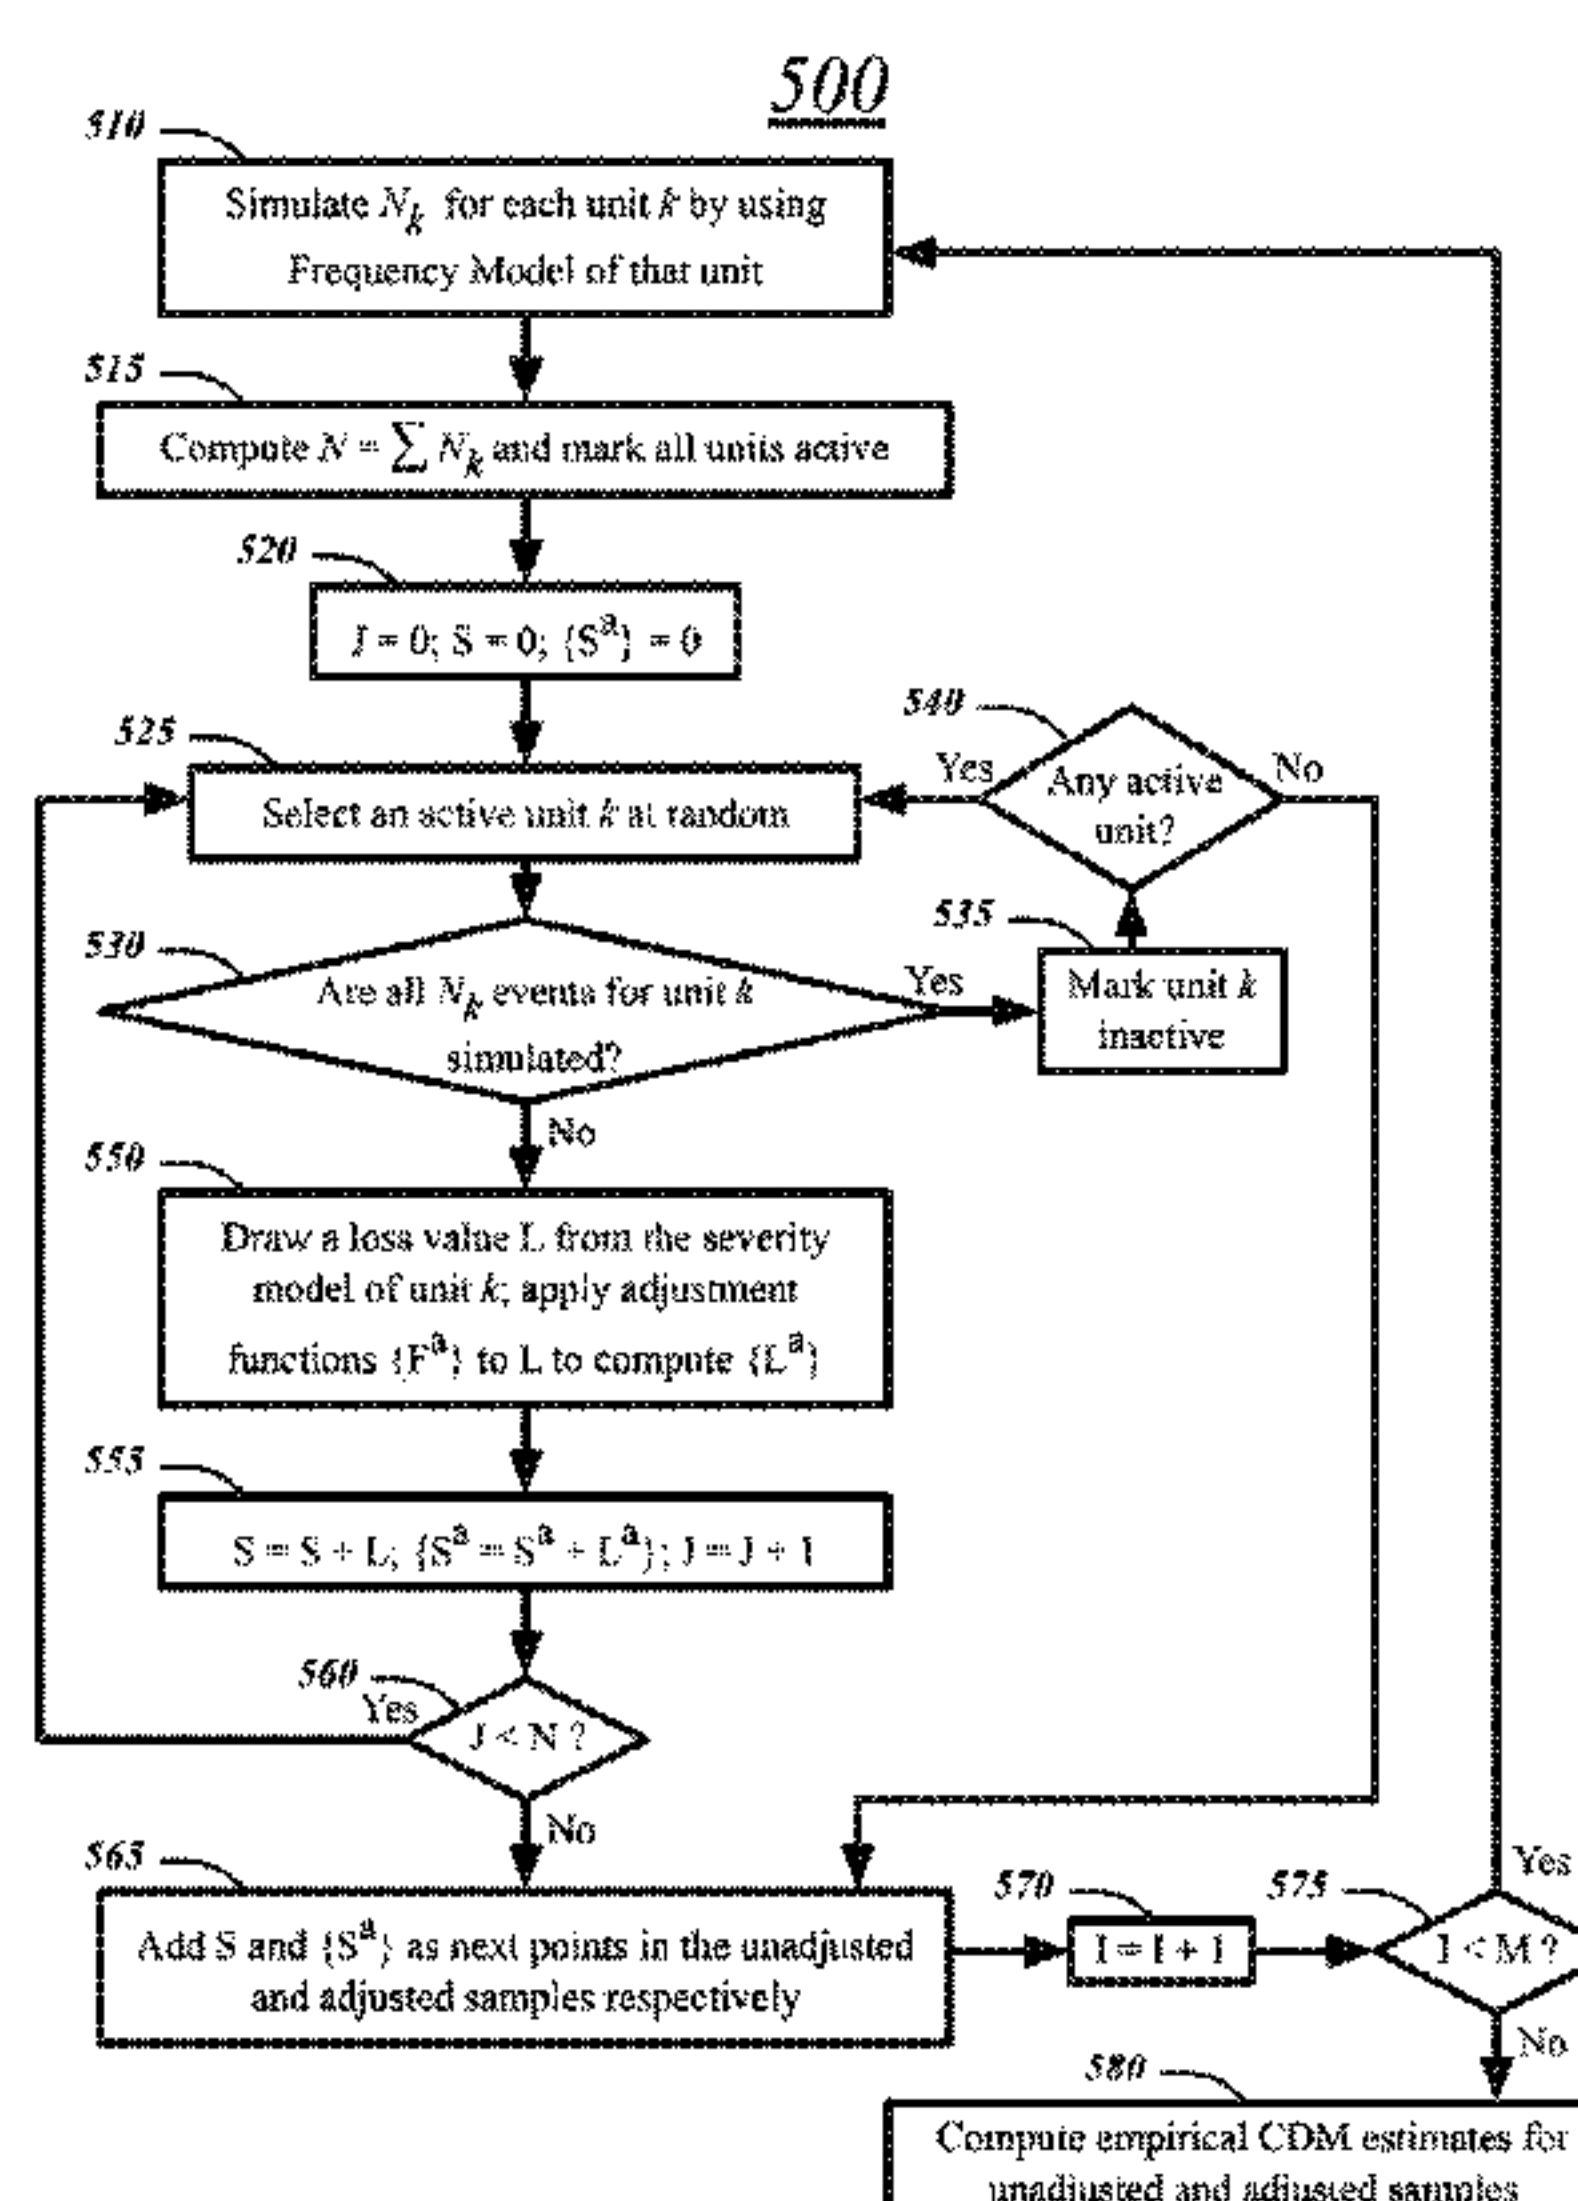 500
510
Simulate N_k for each unit k by using
Frequency Model of that unit
515
Compute N = ∑ N_k and mark all units active
520
J = 0; S = 0; {S^a} = 0
525
Select an active unit k at random
540
Yes
Any active
unit?
No
530
Are all N_k events for unit k
simulated?
Yes
535
Mark unit k
inactive
No
550
Draw a loss value L from the severity
model of unit k; apply adjustment
functions {F^a} to L to compute {L^a}
555
S = S + L; {S^a = S^a + L^a}; J = J + 1
560
Yes
J < N ?
No
565
Add S and {S^a} as next points in the unadjusted
and adjusted samples respectively
570
I = I + 1
575
I < M ?
Yes
No
580
Compute empirical CDM estimates for
unadjusted and adjusted samples